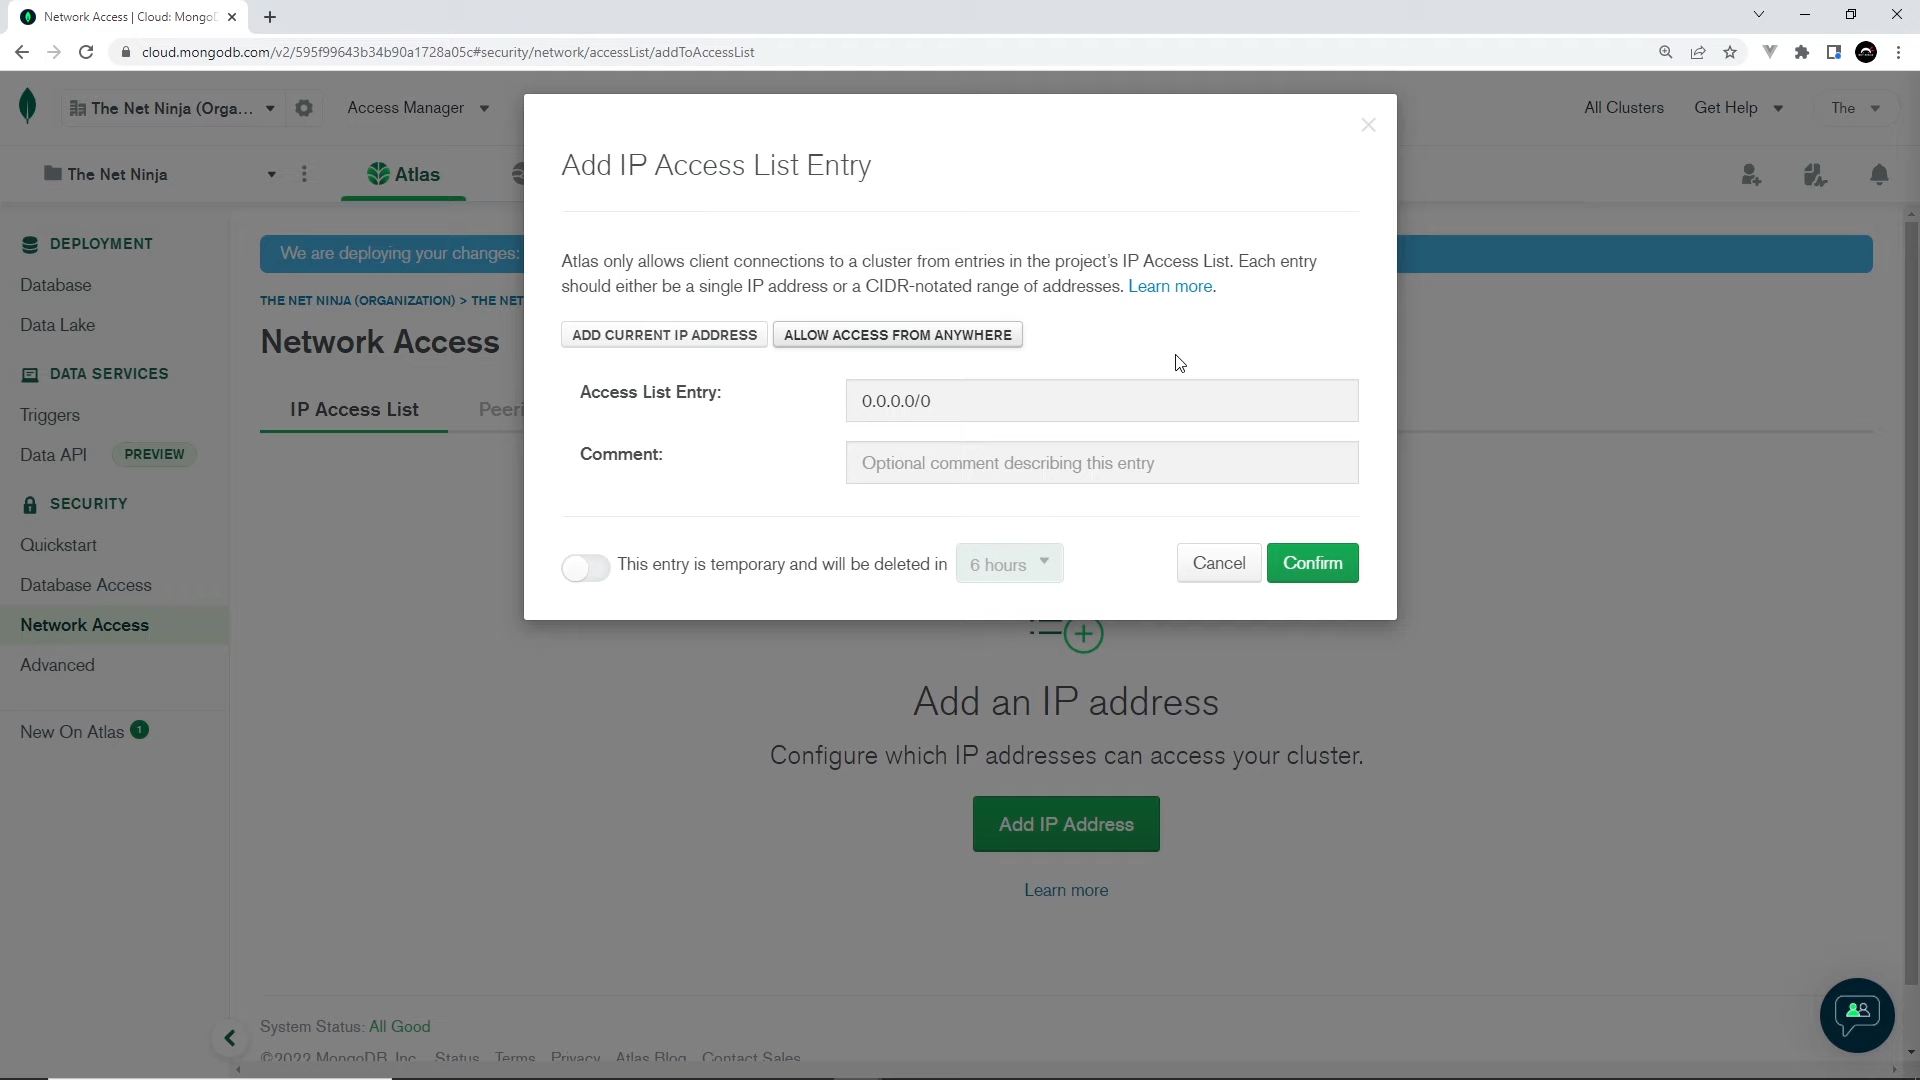 Network Access | Cloud: MongoD
cloud.mongodb.com/v2/595f99643b34b90a1728a05c#security/network/accessList/addToAccessList
The Net Ninja (Orga...
Access Manager
All Clusters
Get Help
The
The Net Ninja
Atlas
DEPLOYMENT
Database
Data Lake
DATA SERVICES
Triggers
Data API PREVIEW
SECURITY
Quickstart
Database Access
Network Access
Advanced
New On Atlas 1
We are deploying your changes:
THE NET NINJA (ORGANIZATION) > THE NET
Network Access
IP Access List
Peeri
Add IP Access List Entry
Atlas only allows client connections to a cluster from entries in the project's IP Access List. Each entry
should either be a single IP address or a CIDR-notated range of addresses. Learn more.
ADD CURRENT IP ADDRESS
ALLOW ACCESS FROM ANYWHERE
Access List Entry:
0.0.0.0/0
Comment:
Optional comment describing this entry
This entry is temporary and will be deleted in
6 hours
Cancel
Confirm
Add an IP address
Configure which IP addresses can access your cluster.
Add IP Address
Learn more
System Status: All Good
©2022 MongoDB, Inc. Status Terms Privacy Atlas Blog Contact Sales